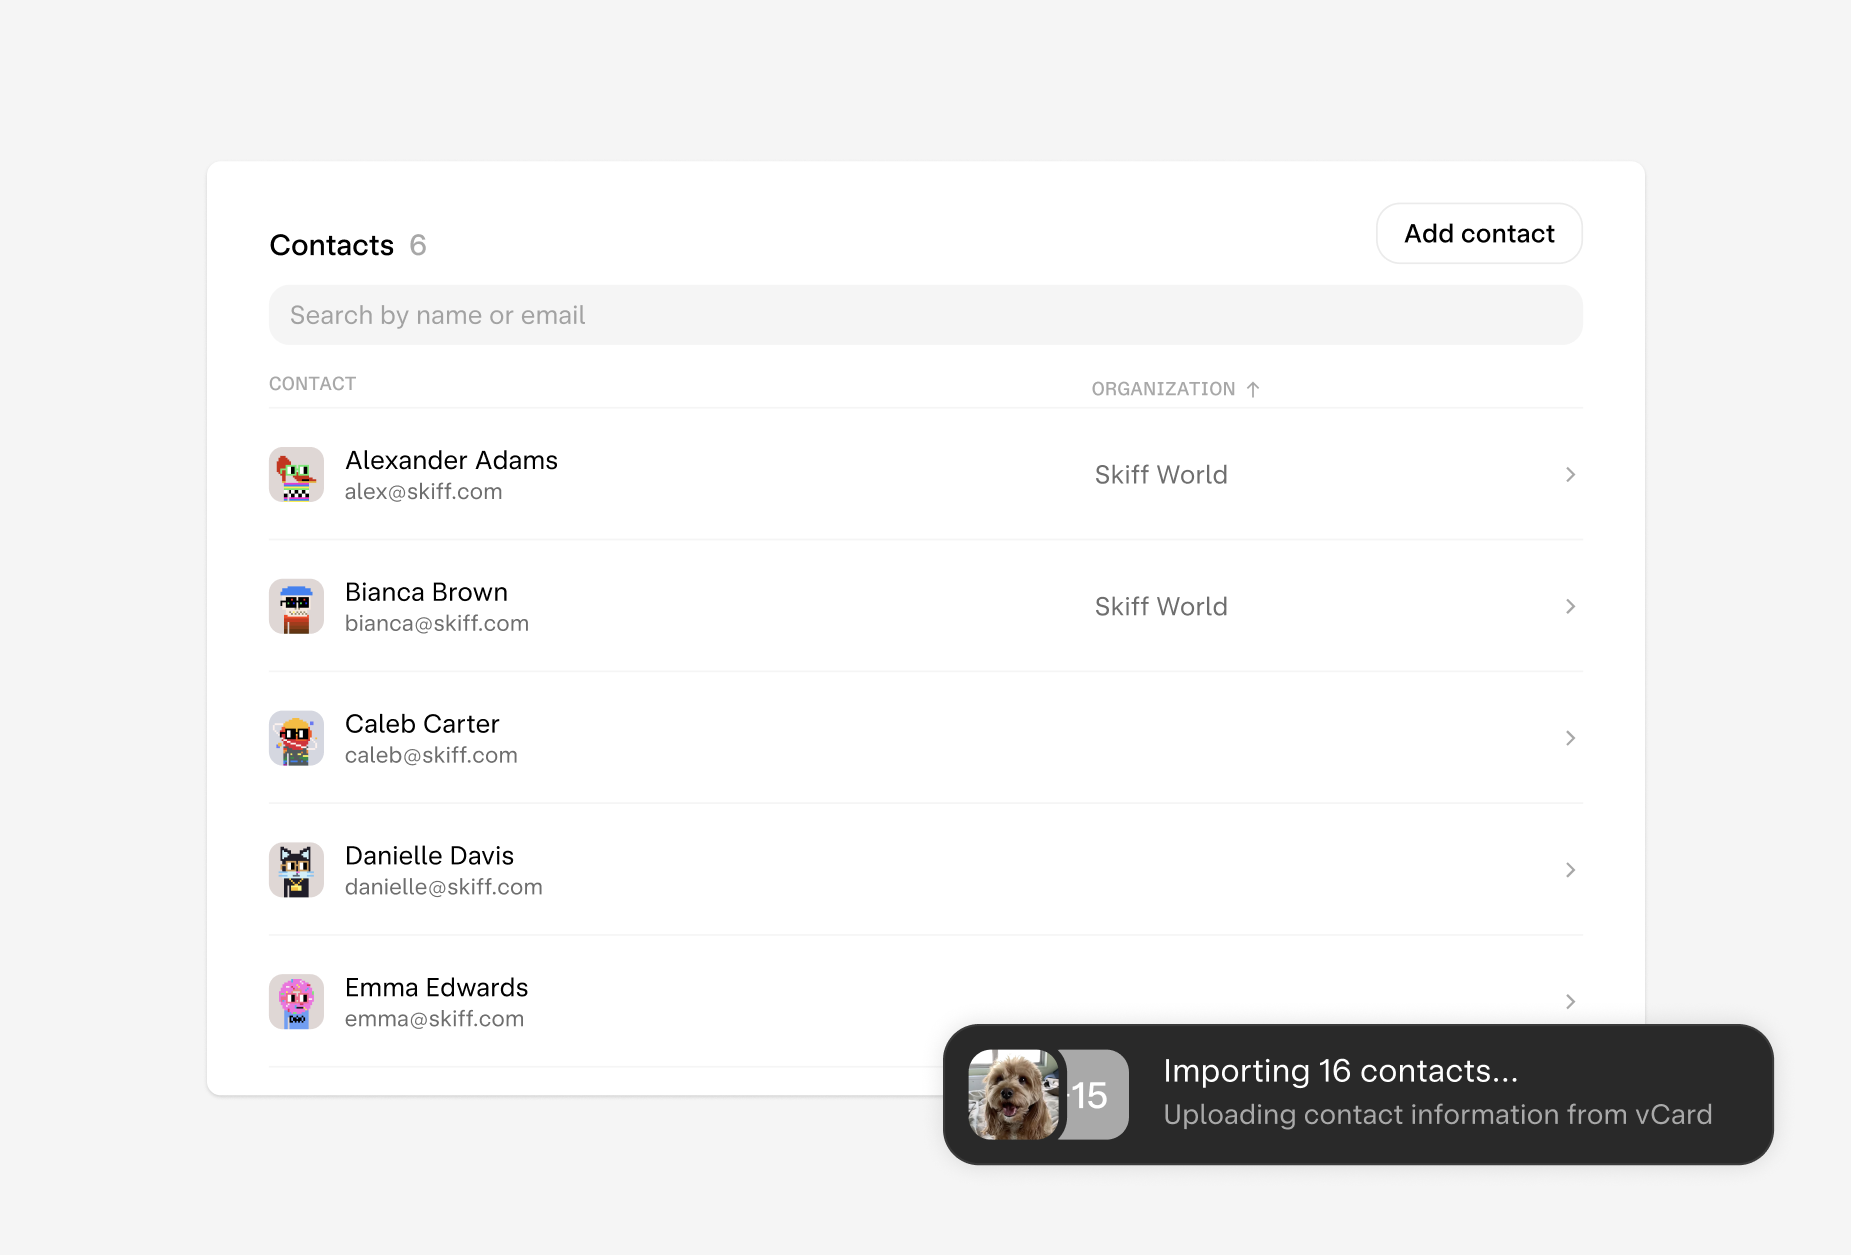 Contacts 6
Add contact
Search by name or email
CONTACT
ORGANIZATION ↑
Alexander Adams
alex@skiff.com
Skiff World
Bianca Brown
bianca@skiff.com
Skiff World
Caleb Carter
caleb@skiff.com
Danielle Davis
danielle@skiff.com
DAO
Emma Edwards
emma@skiff.com
15
Importing 16 contacts...
Uploading contact information from vCard